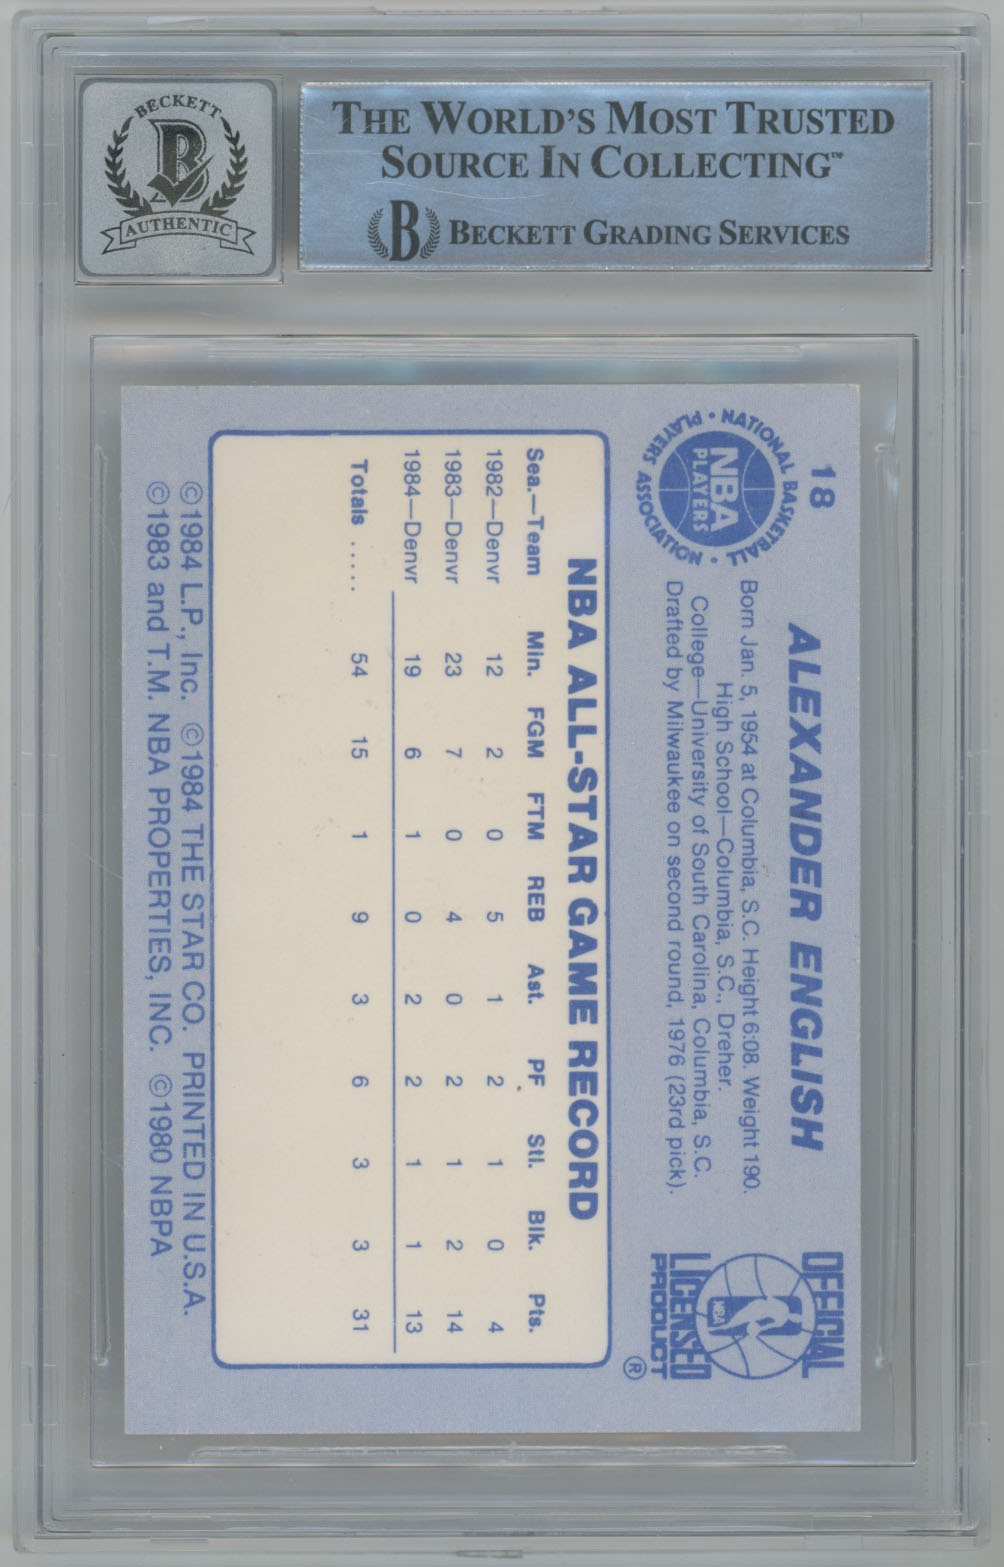 BECKETT
B
AUTHENTIC
THE WORLD'S MOST TRUSTED
SOURCE IN COLLECTING™
B BECKETT GRADING SERVICES
18
NATIONAL BASKETBALL PLAYERS ASSOCIATION
NBA
PLAYERS
ALEXANDER ENGLISH
Born Jan. 5, 1954 at Columbia, S.C. Height 6:08. Weight 190.
High School—Columbia, S.C., Dreher.
College—University of South Carolina, Columbia, S.C.
Drafted by Milwaukee on second round, 1976 (23rd pick).
OFFICIAL
NBA
LICENSED
PRODUCT
®
NBA ALL-STAR GAME RECORD
Sea.—Team Min. FGM FTM REB Ast. PF Stl. Blk. Pts.
1982—Denvr 12 2 0 5 1 2 1 0 4
1983—Denvr 23 7 0 4 0 2 1 2 14
1984—Denvr 19 6 1 0 2 2 1 1 13
Totals ..... 54 15 1 9 3 6 3 3 31
©1984 L.P., Inc. ©1984 THE STAR CO. PRINTED IN U.S.A.
©1983 and T.M. NBA PROPERTIES, INC. ©1980 NBPA